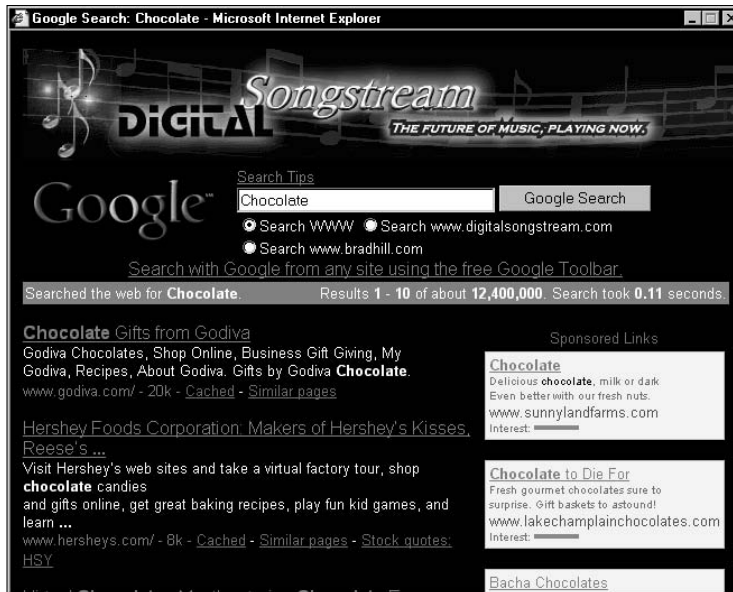 Google Search: Chocolate - Microsoft Internet Explorer
DiGiTAL Songstream
THE FUTURE OF MUSIC, PLAYING NOW.
Search Tips
Google™ Chocolate Google Search
Search WWW Search www.digitalsongstream.com
Search www.bradhill.com
Search with Google from any site using the free Google Toolbar.
Searched the web for Chocolate. Results 1 - 10 of about 12,400,000. Search took 0.11 seconds.
Chocolate Gifts from Godiva
Godiva Chocolates, Shop Online, Business Gift Giving, My
Godiva, Recipes, About Godiva. Gifts by Godiva Chocolate.
www.godiva.com/ - 20k - Cached - Similar pages
Hershey Foods Corporation: Makers of Hershey's Kisses,
Reese's ...
Visit Hershey's web sites and take a virtual factory tour, shop
chocolate candies
and gifts online, get great baking recipes, play fun kid games, and
learn ...
www.hersheys.com/ - 8k - Cached - Similar pages - Stock quotes:
HSY
Sponsored Links
Chocolate
Delicious chocolate, milk or dark
Even better with our fresh nuts.
www.sunnylandfarms.com
Interest:
Chocolate to Die For
Fresh gourmet chocolates sure to
surprise. Gift baskets to astound!
www.lakechamplainchocolates.com
Interest:
Bacha Chocolates